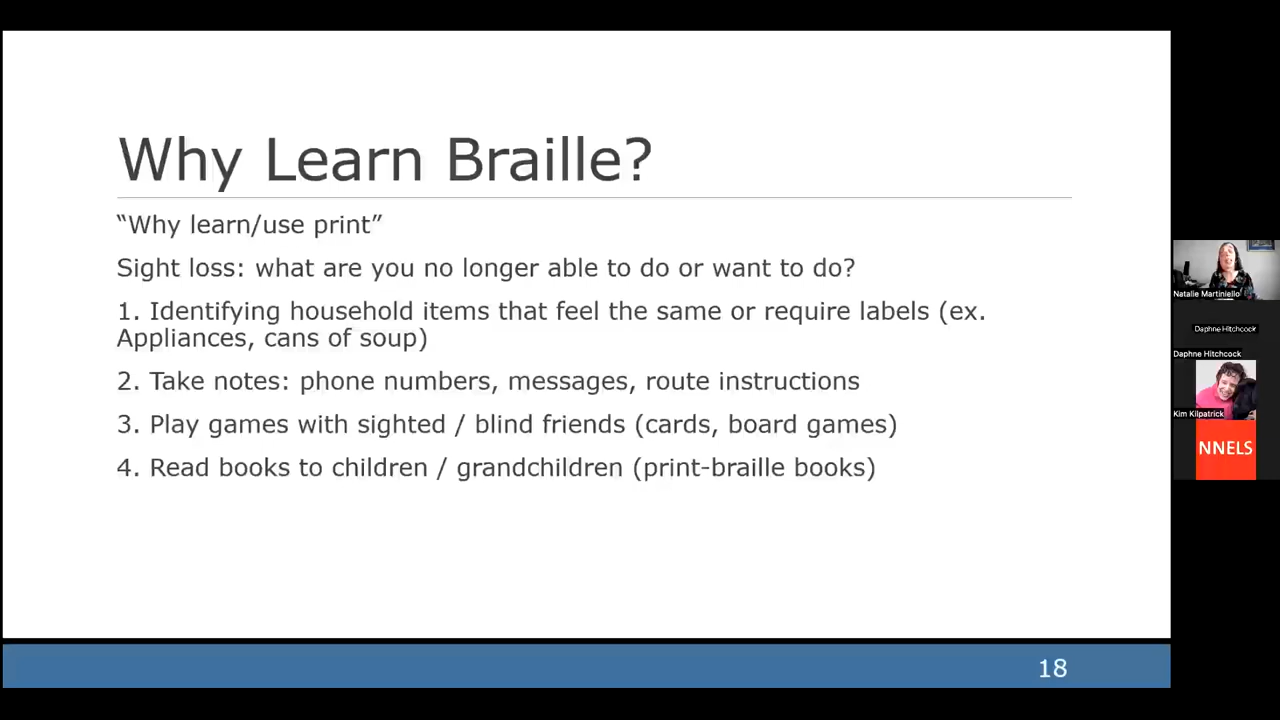 Why Learn Braille?
“Why learn/use print”
Sight loss: what are you no longer able to do or want to do?
1. Identifying household items that feel the same or require labels (ex.
Appliances, cans of soup)
2. Take notes: phone numbers, messages, route instructions
3. Play games with sighted / blind friends (cards, board games)
4. Read books to children / grandchildren (print-braille books)
18
Natalie Martiniello
Daphne Hitchcock
Daphne Hitchcock
Kim Kilpatrick
NNELS